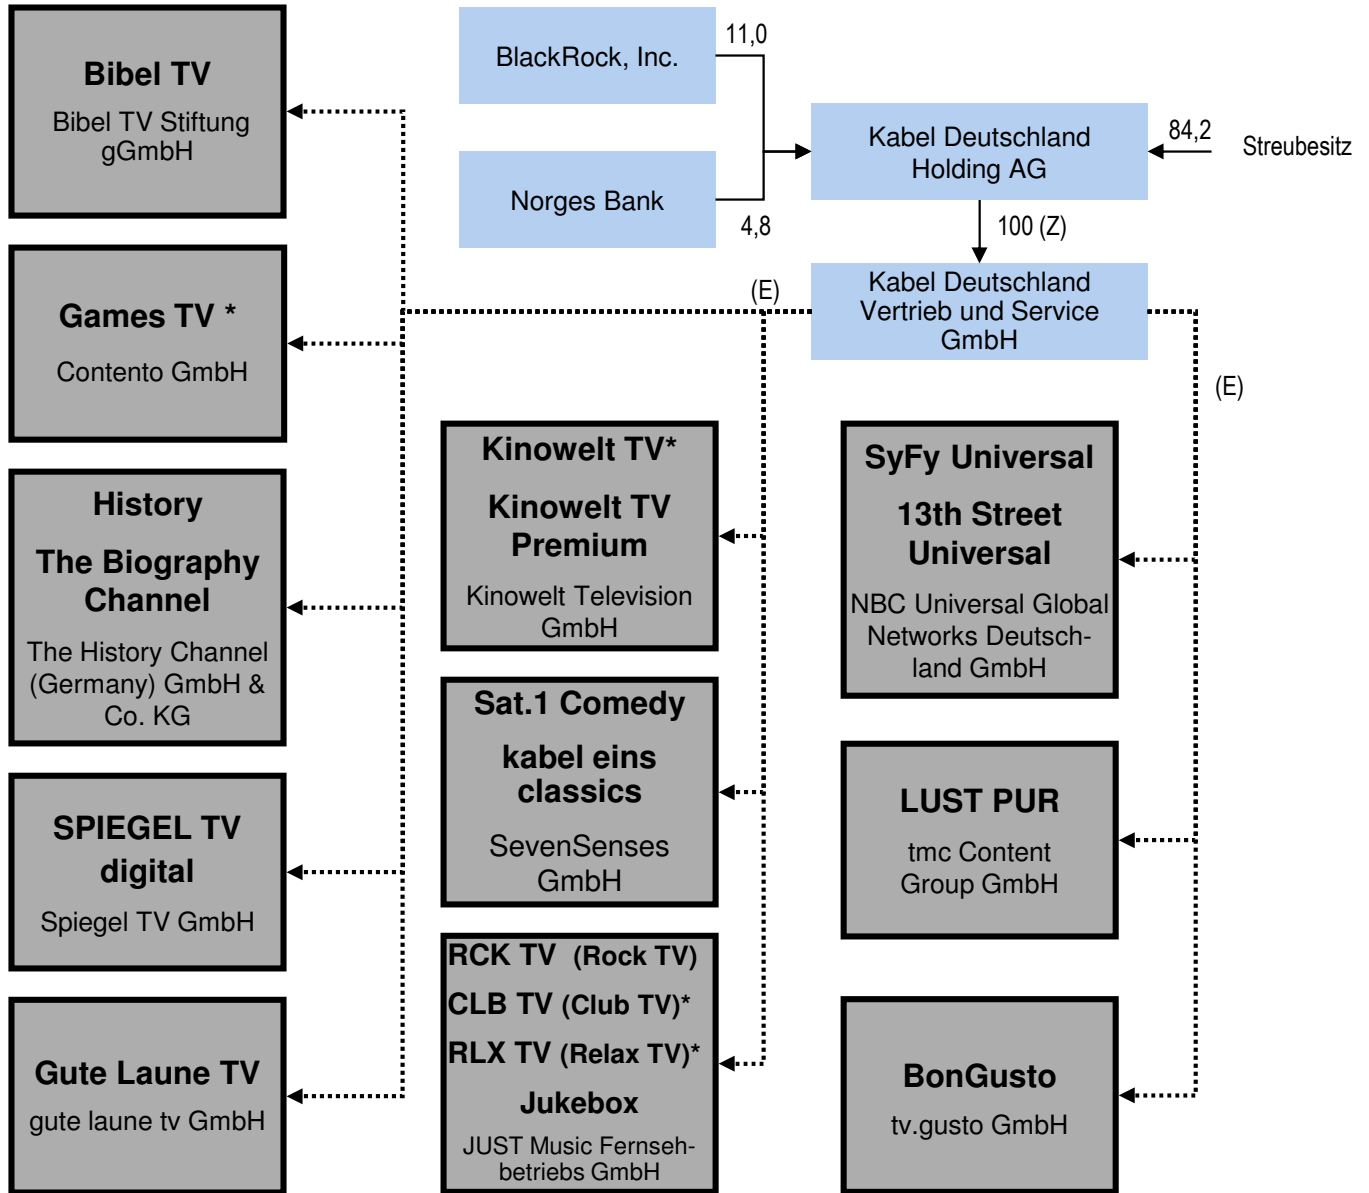 Bibel TV
Bibel TV Stiftung
gGmbH
Games TV *
Contento GmbH
History
The Biography
Channel
The History Channel
(Germany) GmbH &
Co. KG
SPIEGEL TV
digital
Spiegel TV GmbH
Gute Laune TV
gute laune tv GmbH
BlackRock, Inc.
11,0
Norges Bank
4,8
Kabel Deutschland
Holding AG
84,2
Streubesitz
100 (Z)
Kabel Deutschland
Vertrieb und Service
GmbH
(E)
(E)
Kinowelt TV*
Kinowelt TV
Premium
Kinowelt Television
GmbH
Sat.1 Comedy
kabel eins
classics
SevenSenses
GmbH
RCK TV (Rock TV)
CLB TV (Club TV)*
RLX TV (Relax TV)*
Jukebox
JUST Music Fernseh-
betriebs GmbH
SyFy Universal
13th Street
Universal
NBC Universal Global
Networks Deutsch-
land GmbH
LUST PUR
tmc Content
Group GmbH
BonGusto
tv.gusto GmbH